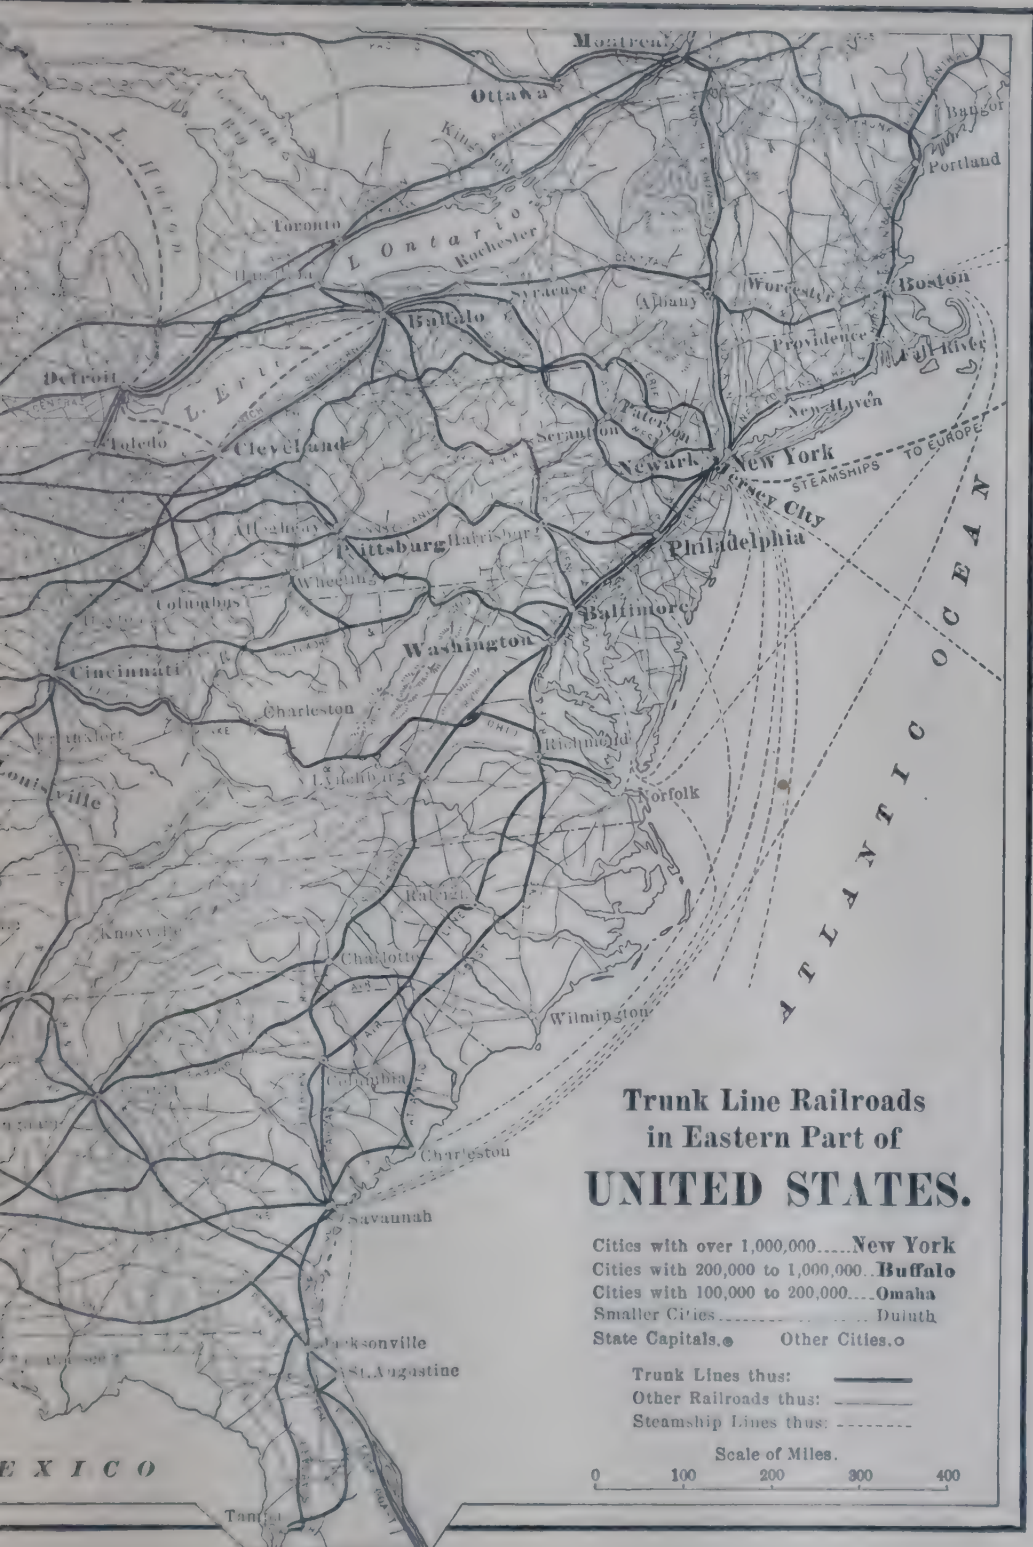 Montreal
Ottawa
Bangor
Kingston
Portland
L. Huron
Toronto
L. Ontario
Rochester
CENTRAL
Syracuse
Albany
Worcester
Boston
Buffalo
Providence
Fall River
Detroit
CENTRAL
L. Erie
New Haven
Paterson
Toledo
Cleveland
Scranton
Newark
New York
STEAMSHIPS TO EUROPE
Jersey City
Allegheny
Pittsburg
Harrisburg
Philadelphia
Wheeling
Columbus
Baltimore
Washington
Cincinnati
Charleston
Frankfort
Richmond
Louisville
Lynchburg
Norfolk
ATLANTIC OCEAN
Raleigh
Knoxville
Charlotte
Wilmington
Columbia
Charleston
Savannah
Jacksonville
St. Augustine
EXICO
Tampa
Trunk Line Railroads
in Eastern Part of
UNITED STATES.
Cities with over 1,000,000.....New York
Cities with 200,000 to 1,000,000..Buffalo
Cities with 100,000 to 200,000....Omaha
Smaller Cities.............Duluth
State Capitals. Other Cities.
Trunk Lines thus:
Other Railroads thus:
Steamship Lines thus:
Scale of Miles.
0 100 200 300 400